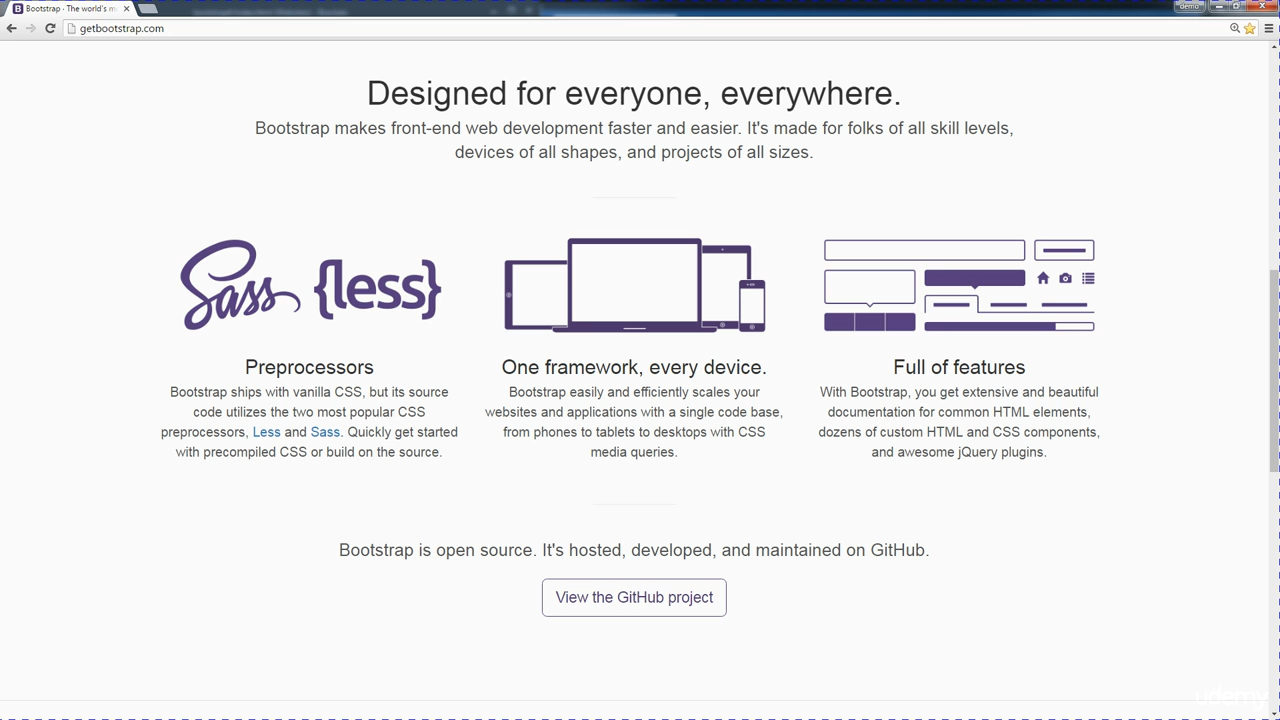 Bootstrap · The world's m
demo
getbootstrap.com
Designed for everyone, everywhere.
Bootstrap makes front-end web development faster and easier. It's made for folks of all skill levels,
devices of all shapes, and projects of all sizes.
Sass {less}
Preprocessors
Bootstrap ships with vanilla CSS, but its source
code utilizes the two most popular CSS
preprocessors, Less and Sass. Quickly get started
with precompiled CSS or build on the source.
One framework, every device.
Bootstrap easily and efficiently scales your
websites and applications with a single code base,
from phones to tablets to desktops with CSS
media queries.
Full of features
With Bootstrap, you get extensive and beautiful
documentation for common HTML elements,
dozens of custom HTML and CSS components,
and awesome jQuery plugins.
Bootstrap is open source. It's hosted, developed, and maintained on GitHub.
View the GitHub project
udemy